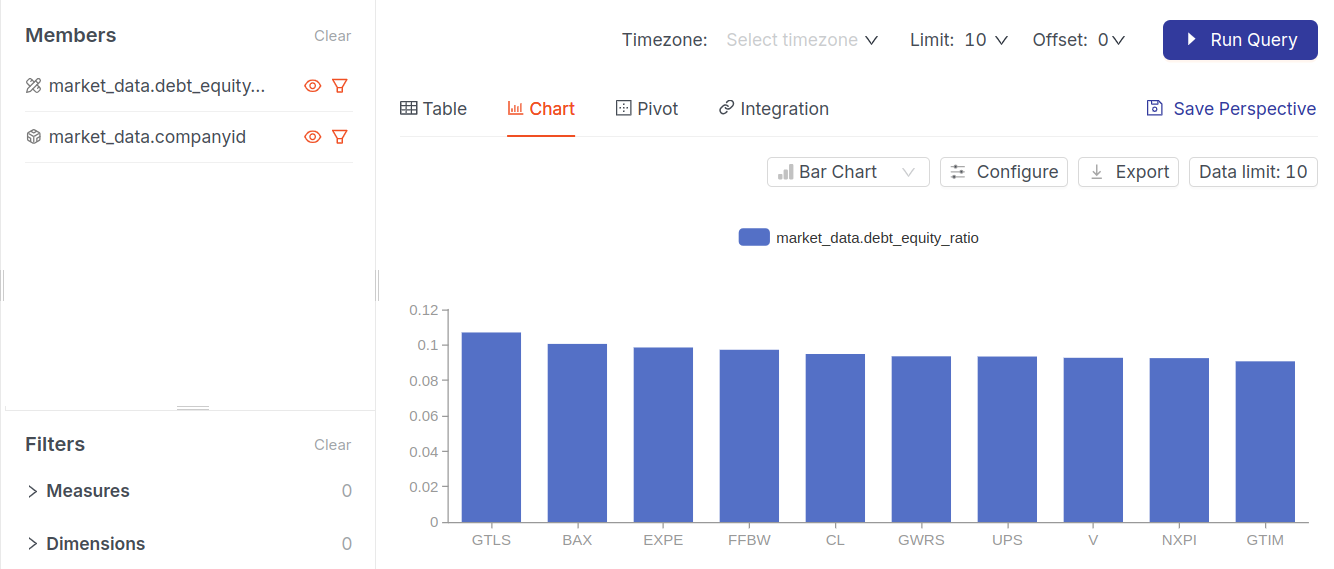 Members
Clear
market_data.debt_equity...
market_data.companyid
Filters
Clear
Measures 0
Dimensions 0
Timezone: Select timezone Limit: 10 Offset: 0 Run Query
Table Chart Pivot Integration Save Perspective
Bar Chart Configure Export Data limit: 10
market_data.debt_equity_ratio
0.12
0.1
0.08
0.06
0.04
0.02
0
GTLS BAX EXPE FFBW CL GWRS UPS V NXPI GTIM